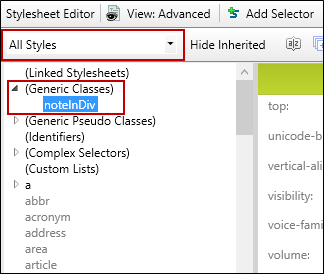 Stylesheet Editor View: Advanced Add Selector
All Styles Hide Inherited
(Linked Stylesheets)
(Generic Classes)
noteInDiv
(Generic Pseudo Classes)
(Identifiers)
(Complex Selectors)
(Custom Lists)
a
abbr
acronym
address
area
article
top:
unicode-b
vertical-ali
visibility:
voice-fami
volume: